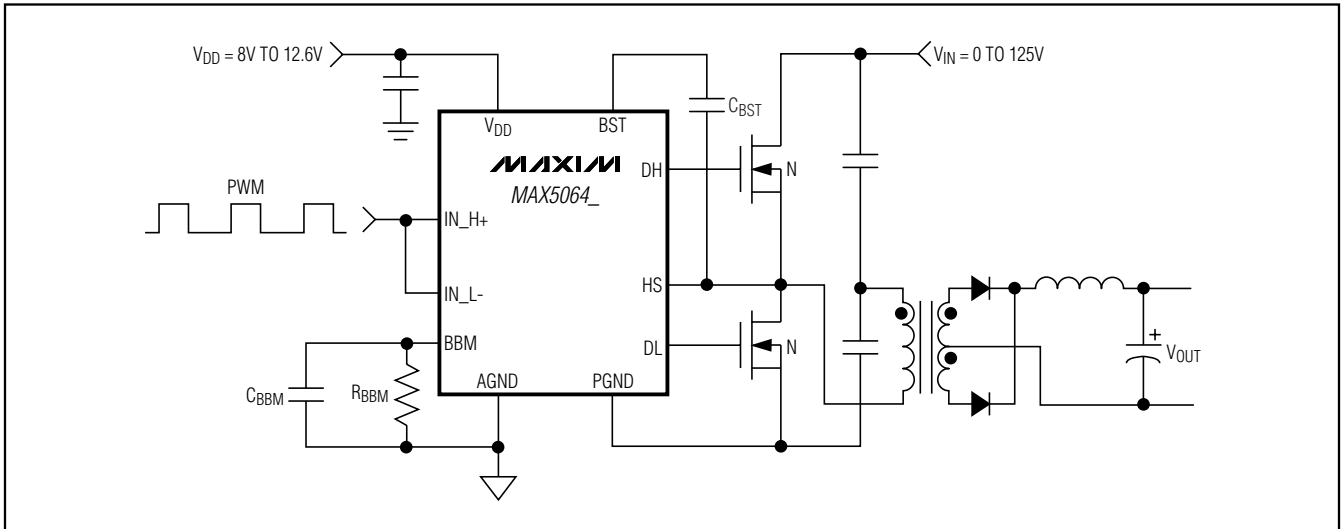 V_DD = 8V TO 12.6V
V_IN = 0 TO 125V
C_BST
V_DD
BST
MAXIM
MAX5064_
DH
N
PWM
IN_H+
HS
IN_L-
BBM
DL
N
V_OUT
+
C_BBM
R_BBM
AGND
PGND